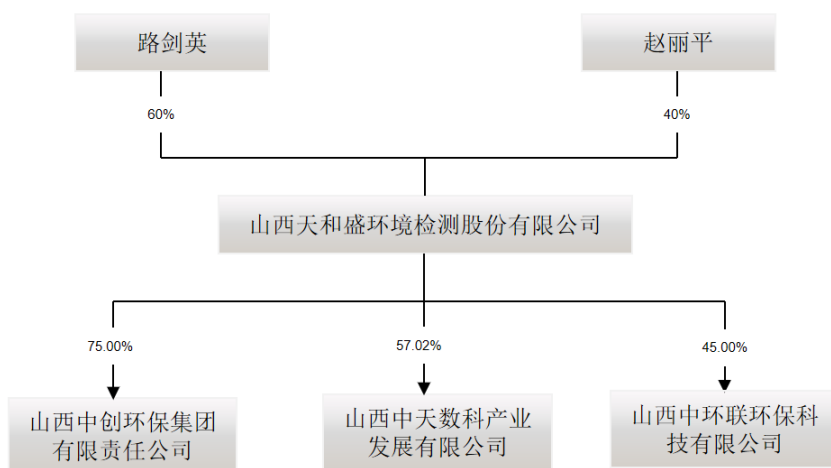 路剑英
赵丽平
60%
40%
山西天和盛环境检测股份有限公司
75.00%
57.02%
45.00%
山西中创环保集团
有限责任公司
山西中天数科产业
发展有限公司
山西中环联环保科
技有限公司